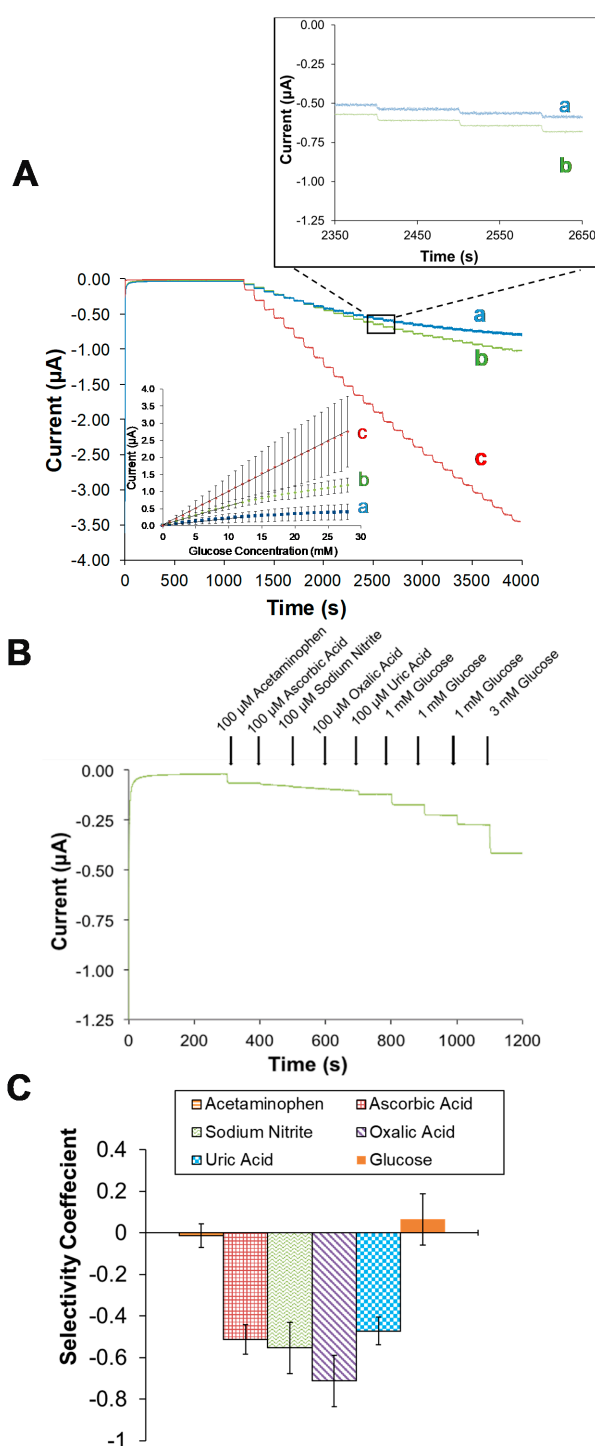 A
0.00
-0.25
-0.50
-0.75
-1.00
-1.25
Current (µA)
a
b
2350 2450 2550 2650
Time (s)
0.00
-0.50
-1.00
-1.50
-2.00
-2.50
-3.00
-3.50
-4.00
Current (µA)
a
b
c
4.0
3.5
3.0
2.5
2.0
1.5
1.0
0.5
0.0
Current (µA)
c
b
a
0 5 10 15 20 25 30
Glucose Concentration (mM)
0 500 1000 1500 2000 2500 3000 3500 4000
Time (s)
B
100 µM Acetaminophen
100 µM Ascorbic Acid
100 µM Sodium Nitrite
100 µM Oxalic Acid
100 µM Uric Acid
1 mM Glucose
1 mM Glucose
1 mM Glucose
3 mM Glucose
0.00
-0.25
-0.50
-0.75
-1.00
-1.25
Current (µA)
0 200 400 600 800 1000 1200
Time (s)
C
Acetaminophen Ascorbic Acid
Sodium Nitrite Oxalic Acid
Uric Acid Glucose
0.4
0.2
0
-0.2
-0.4
-0.6
-0.8
-1
Selectivity Coeffecient